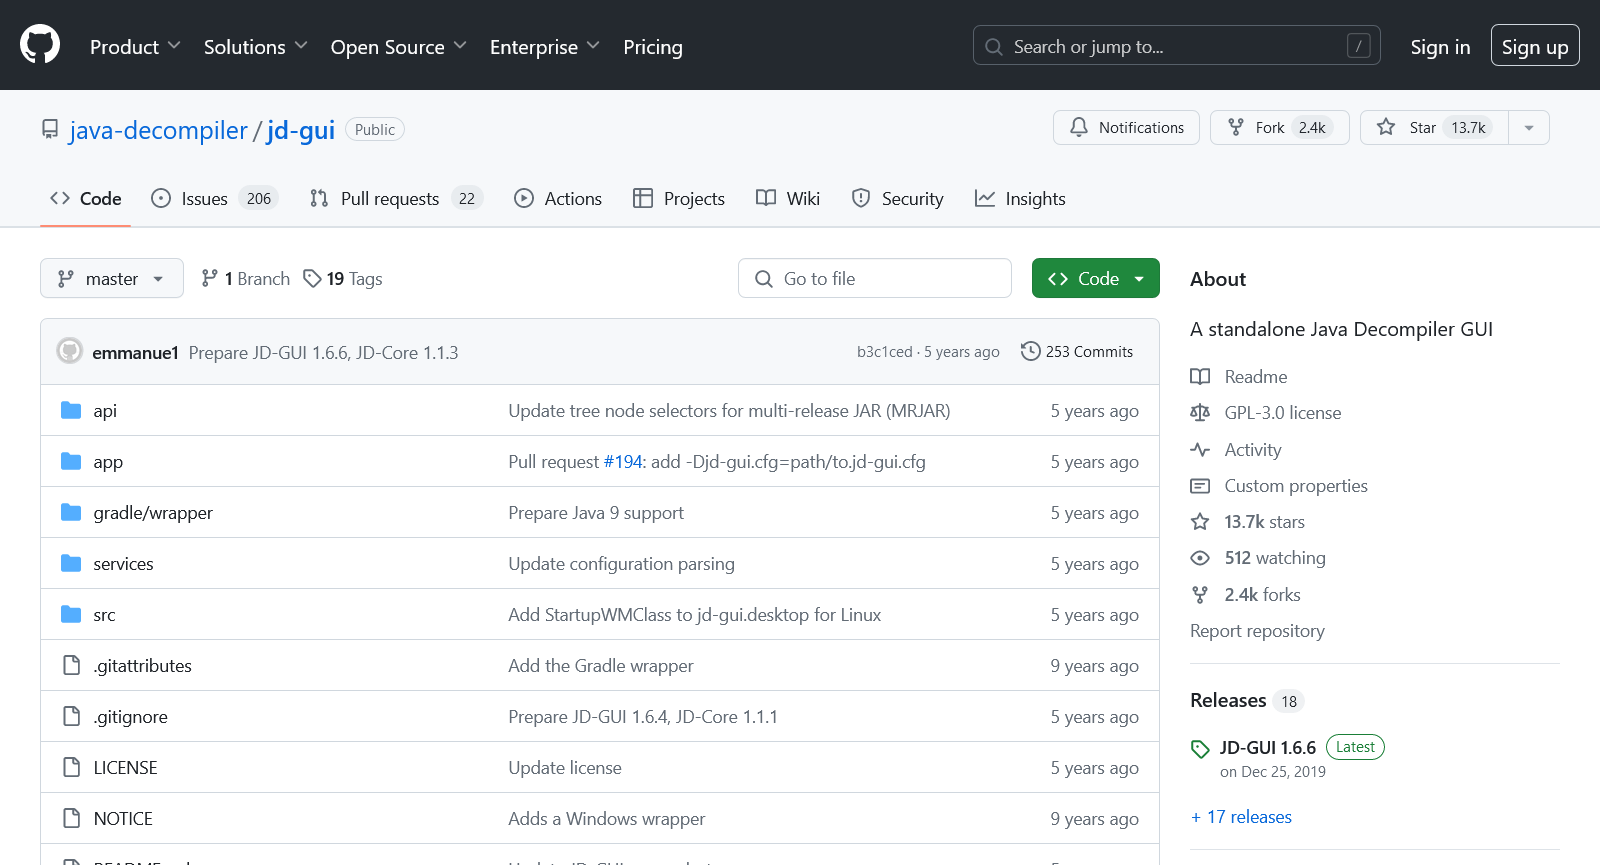 Product Solutions Open Source Enterprise Pricing Search or jump to... / Sign in Sign up
java-decompiler / jd-gui Public Notifications Fork 2.4k Star 13.7k
Code Issues 206 Pull requests 22 Actions Projects Wiki Security Insights
master 1 Branch 19 Tags Go to file Code
emmanue1 Prepare JD-GUI 1.6.6, JD-Core 1.1.3 b3c1ced · 5 years ago 253 Commits
api Update tree node selectors for multi-release JAR (MRJAR) 5 years ago
app Pull request #194: add -Djd-gui.cfg=path/to.jd-gui.cfg 5 years ago
gradle/wrapper Prepare Java 9 support 5 years ago
services Update configuration parsing 5 years ago
src Add StartupWMClass to jd-gui.desktop for Linux 5 years ago
.gitattributes Add the Gradle wrapper 9 years ago
.gitignore Prepare JD-GUI 1.6.4, JD-Core 1.1.1 5 years ago
LICENSE Update license 5 years ago
NOTICE Adds a Windows wrapper 9 years ago
About
A standalone Java Decompiler GUI
Readme
GPL-3.0 license
Activity
Custom properties
13.7k stars
512 watching
2.4k forks
Report repository
Releases 18
JD-GUI 1.6.6 Latest
on Dec 25, 2019
+ 17 releases